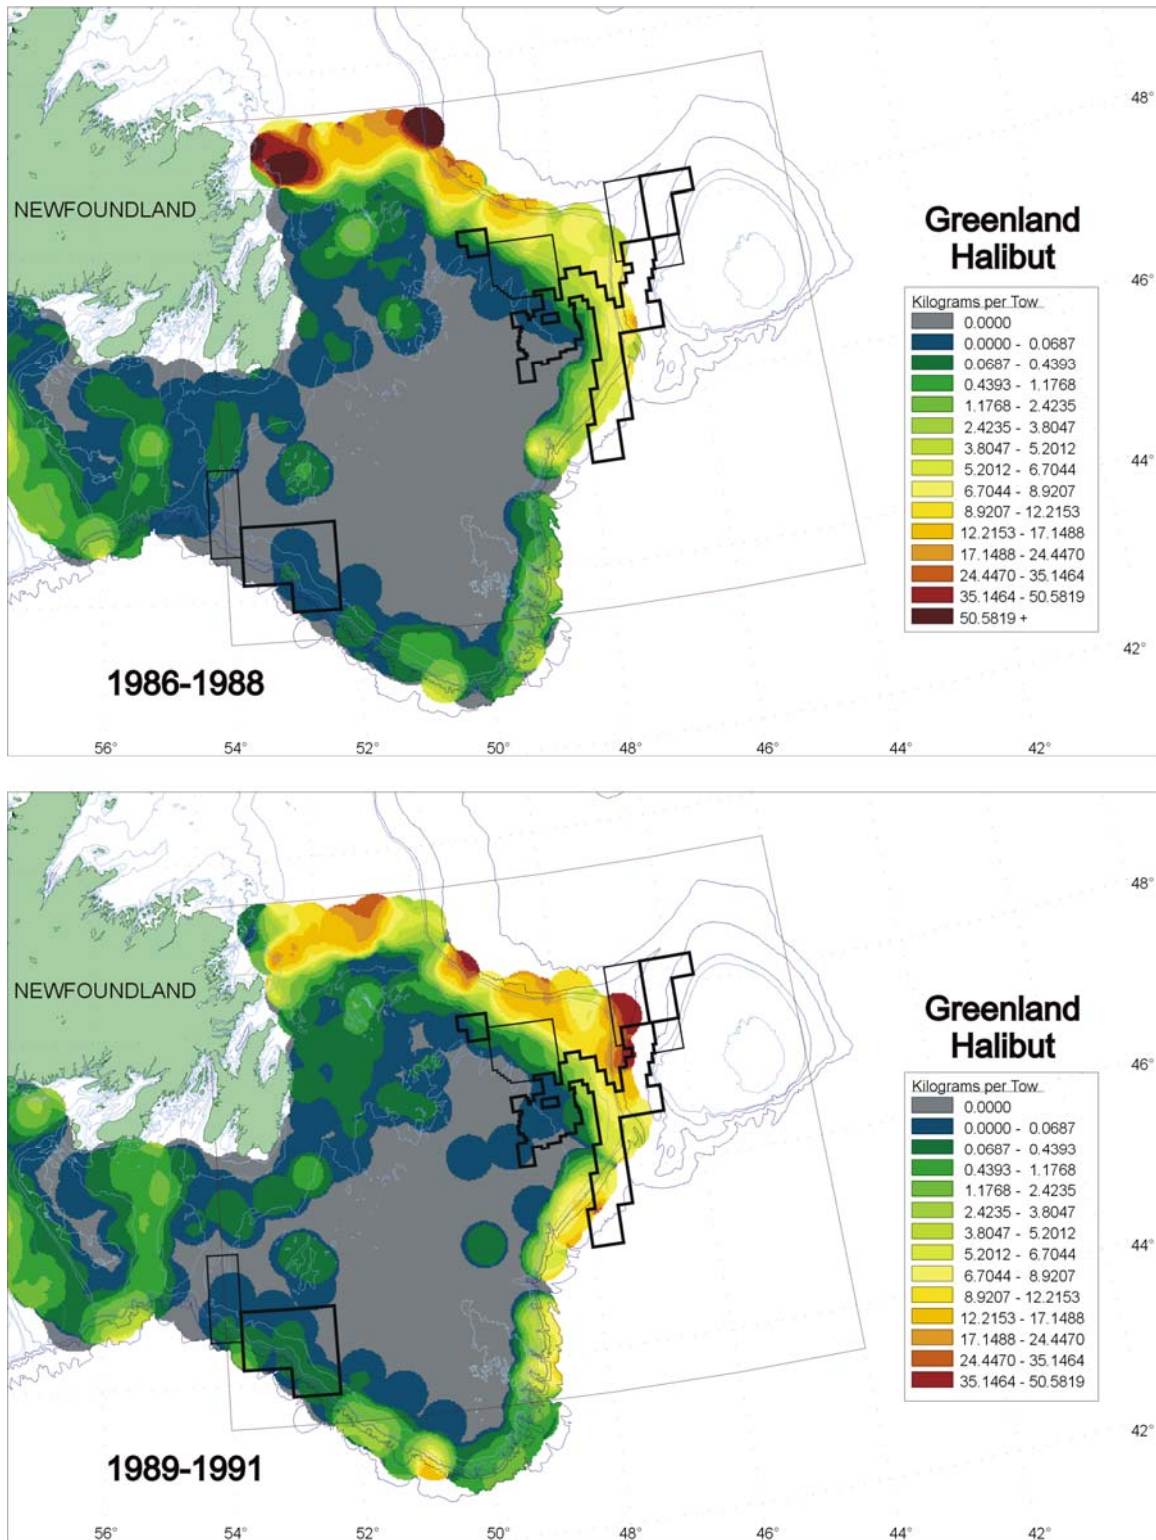 48°
NEWFOUNDLAND
Greenland
Halibut
46°
Kilograms per Tow
0.0000
0.0000 - 0.0687
0.0687 - 0.4393
0.4393 - 1.1768
1.1768 - 2.4235
2.4235 - 3.8047
3.8047 - 5.2012
5.2012 - 6.7044
6.7044 - 8.9207
8.9207 - 12.2153
12.2153 - 17.1488
17.1488 - 24.4470
24.4470 - 35.1464
35.1464 - 50.5819
50.5819 +
44°
42°
1986-1988
56° 54° 52° 50° 48° 46° 44° 42°
48°
NEWFOUNDLAND
Greenland
Halibut
46°
Kilograms per Tow
0.0000
0.0000 - 0.0687
0.0687 - 0.4393
0.4393 - 1.1768
1.1768 - 2.4235
2.4235 - 3.8047
3.8047 - 5.2012
5.2012 - 6.7044
6.7044 - 8.9207
8.9207 - 12.2153
12.2153 - 17.1488
17.1488 - 24.4470
24.4470 - 35.1464
35.1464 - 50.5819
44°
42°
1989-1991
56° 54° 52° 50° 48° 46° 44° 42°